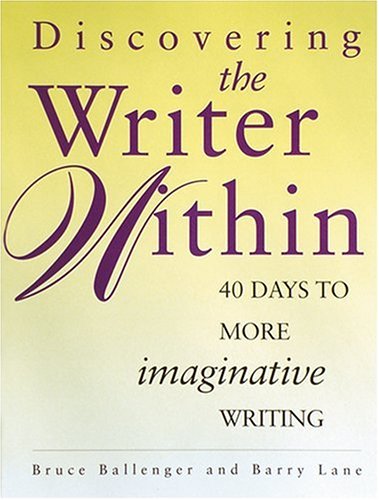 Discovering
the
Writer
Within
40 DAYS TO
MORE
imaginative
WRITING
Bruce Ballenger and Barry Lane